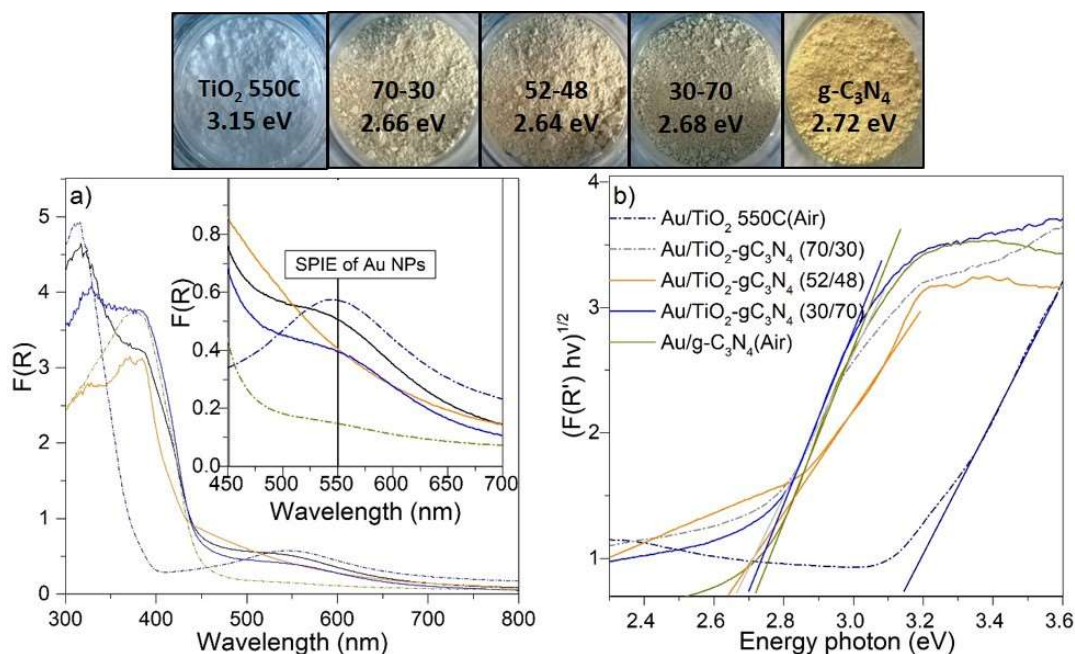 TiO₂ 550C
3.15 eV
70-30
2.66 eV
52-48
2.64 eV
30-70
2.68 eV
g-C₃N₄
2.72 eV
a)
5
4
3
2
1
0
F(R)
300 400 500 600 700 800
Wavelength (nm)
0.8
0.6
0.4
0.2
0.0
F(R)
SPIE of Au NPs
450 500 550 600 650 700
Wavelength (nm)
b)
4
3
2
1
(F(R') hv)^1/2
Au/TiO₂ 550C(Air)
Au/TiO₂-gC₃N₄ (70/30)
Au/TiO₂-gC₃N₄ (52/48)
Au/TiO₂-gC₃N₄ (30/70)
Au/g-C₃N₄(Air)
2.4 2.6 2.8 3.0 3.2 3.4 3.6
Energy photon (eV)